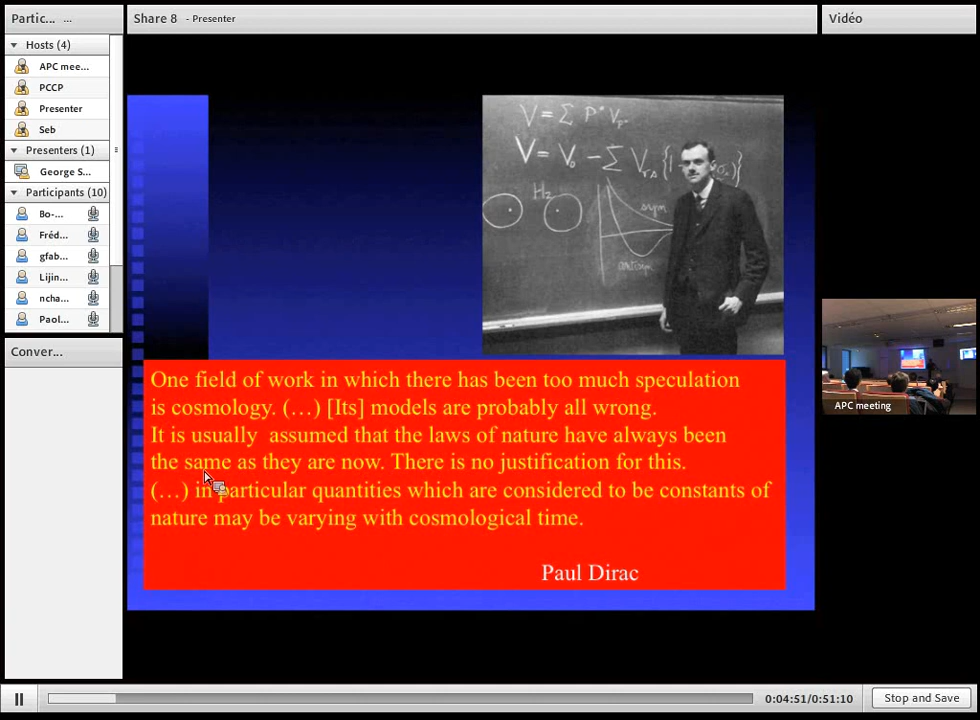 Partic... ...
Share 8 - Presenter
Vidéo
Hosts (4)
APC mee...
PCCP
Presenter
Seb
Presenters (1)
George S...
Participants (10)
Bo-...
Fréd...
gfab...
Lijin...
ncha...
Paol...
Conver...
V = Σ
V = V₀ - Σ
H₂
sym
antisym
One field of work in which there has been too much speculation
is cosmology. (…) [Its] models are probably all wrong.
It is usually assumed that the laws of nature have always been
the same as they are now. There is no justification for this.
(…) in particular quantities which are considered to be constants of
nature may be varying with cosmological time.
Paul Dirac
APC meeting
0:04:51/0:51:10
Stop and Save